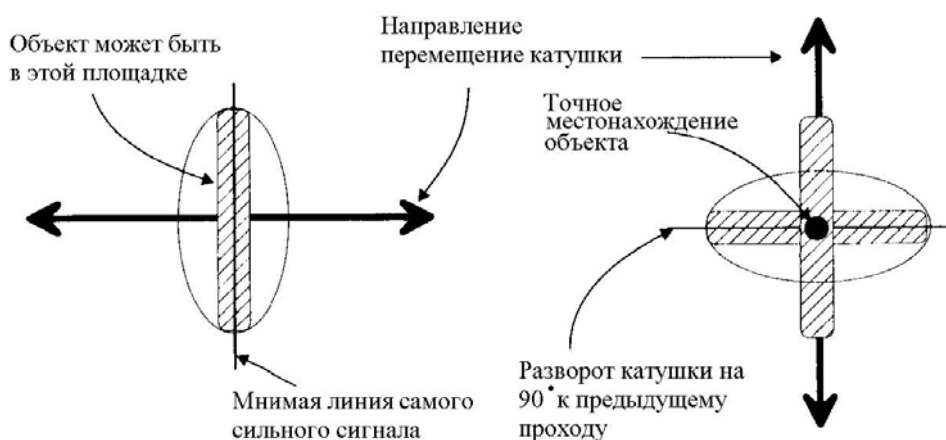 Объект может быть
в этой площадке
Направление
перемещение катушки
Точное
местонахождение
объекта
Мнимая линия самого
сильного сигнала
Разворот катушки на
90° к предыдущему
проходу